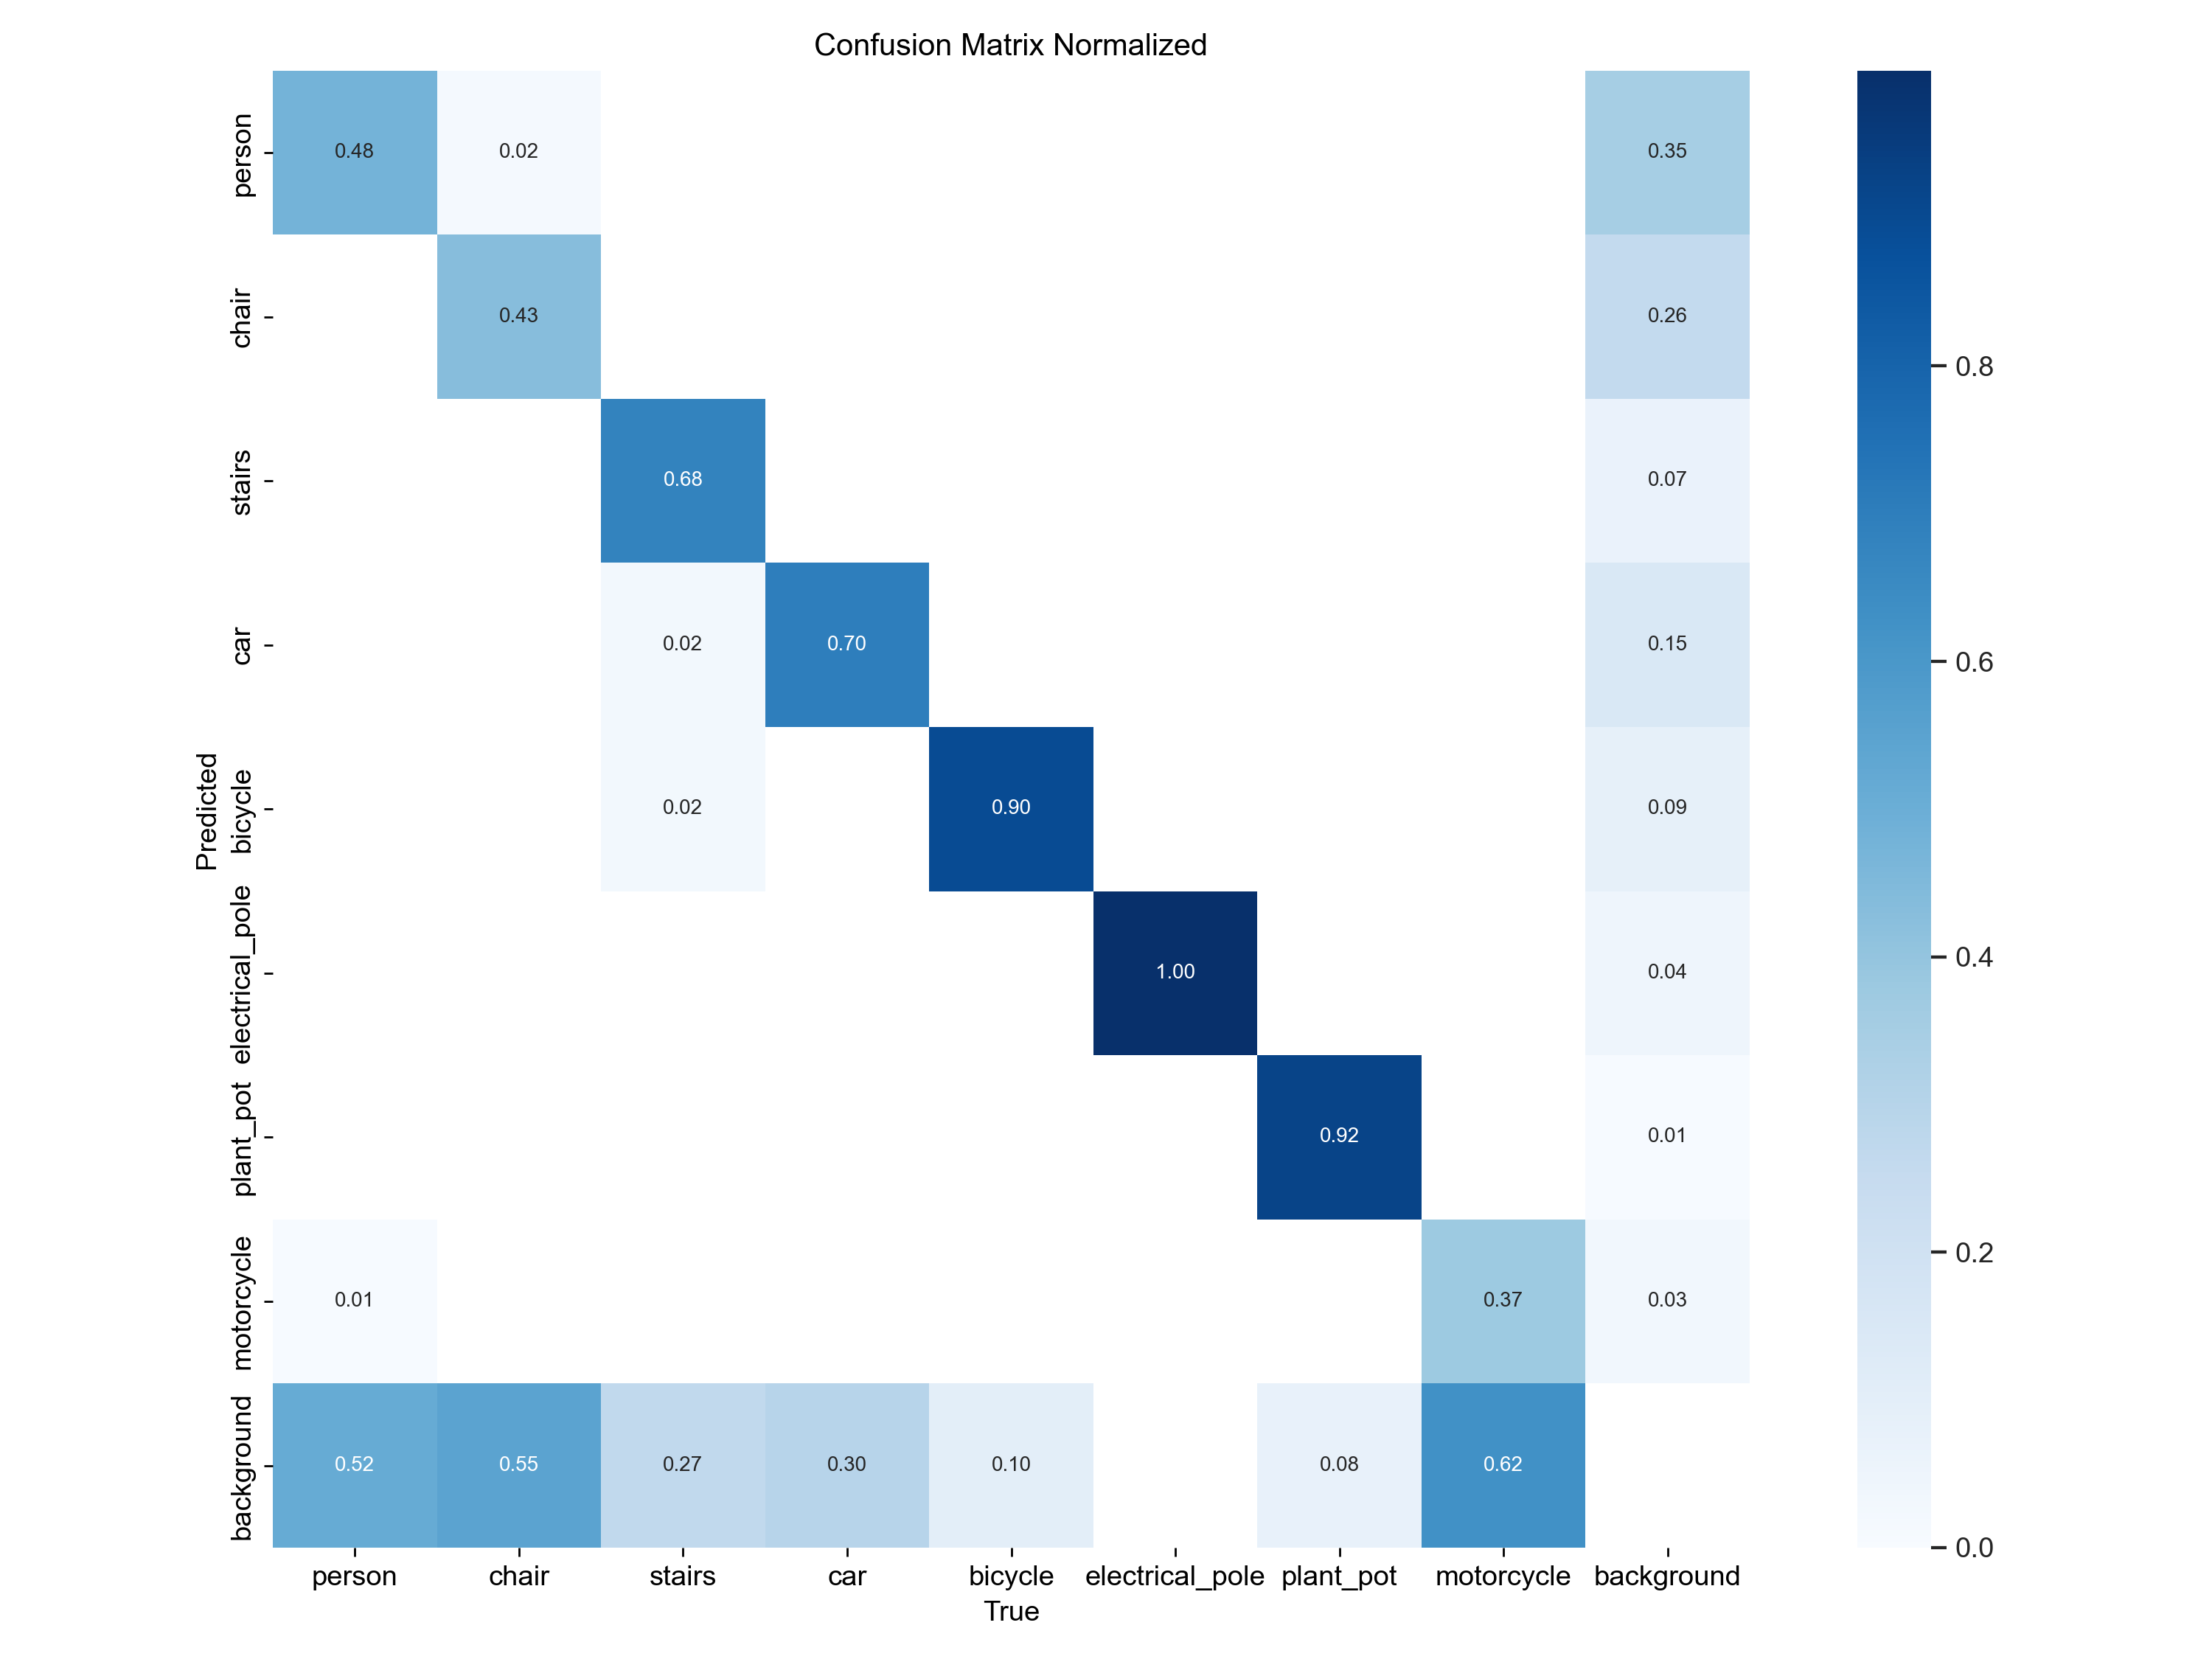 Confusion Matrix Normalized
person
0.48
0.02
0.35
chair
0.43
0.26
0.8
stairs
0.68
0.07
car
0.02
0.70
0.15
0.6
Predicted
bicycle
0.02
0.90
0.09
electrical_pole
1.00
0.04
0.4
plant_pot
0.92
0.01
motorcycle
0.01
0.37
0.03
0.2
background
0.52
0.55
0.27
0.30
0.10
0.08
0.62
0.0
person chair stairs car bicycle electrical_pole plant_pot motorcycle background
True